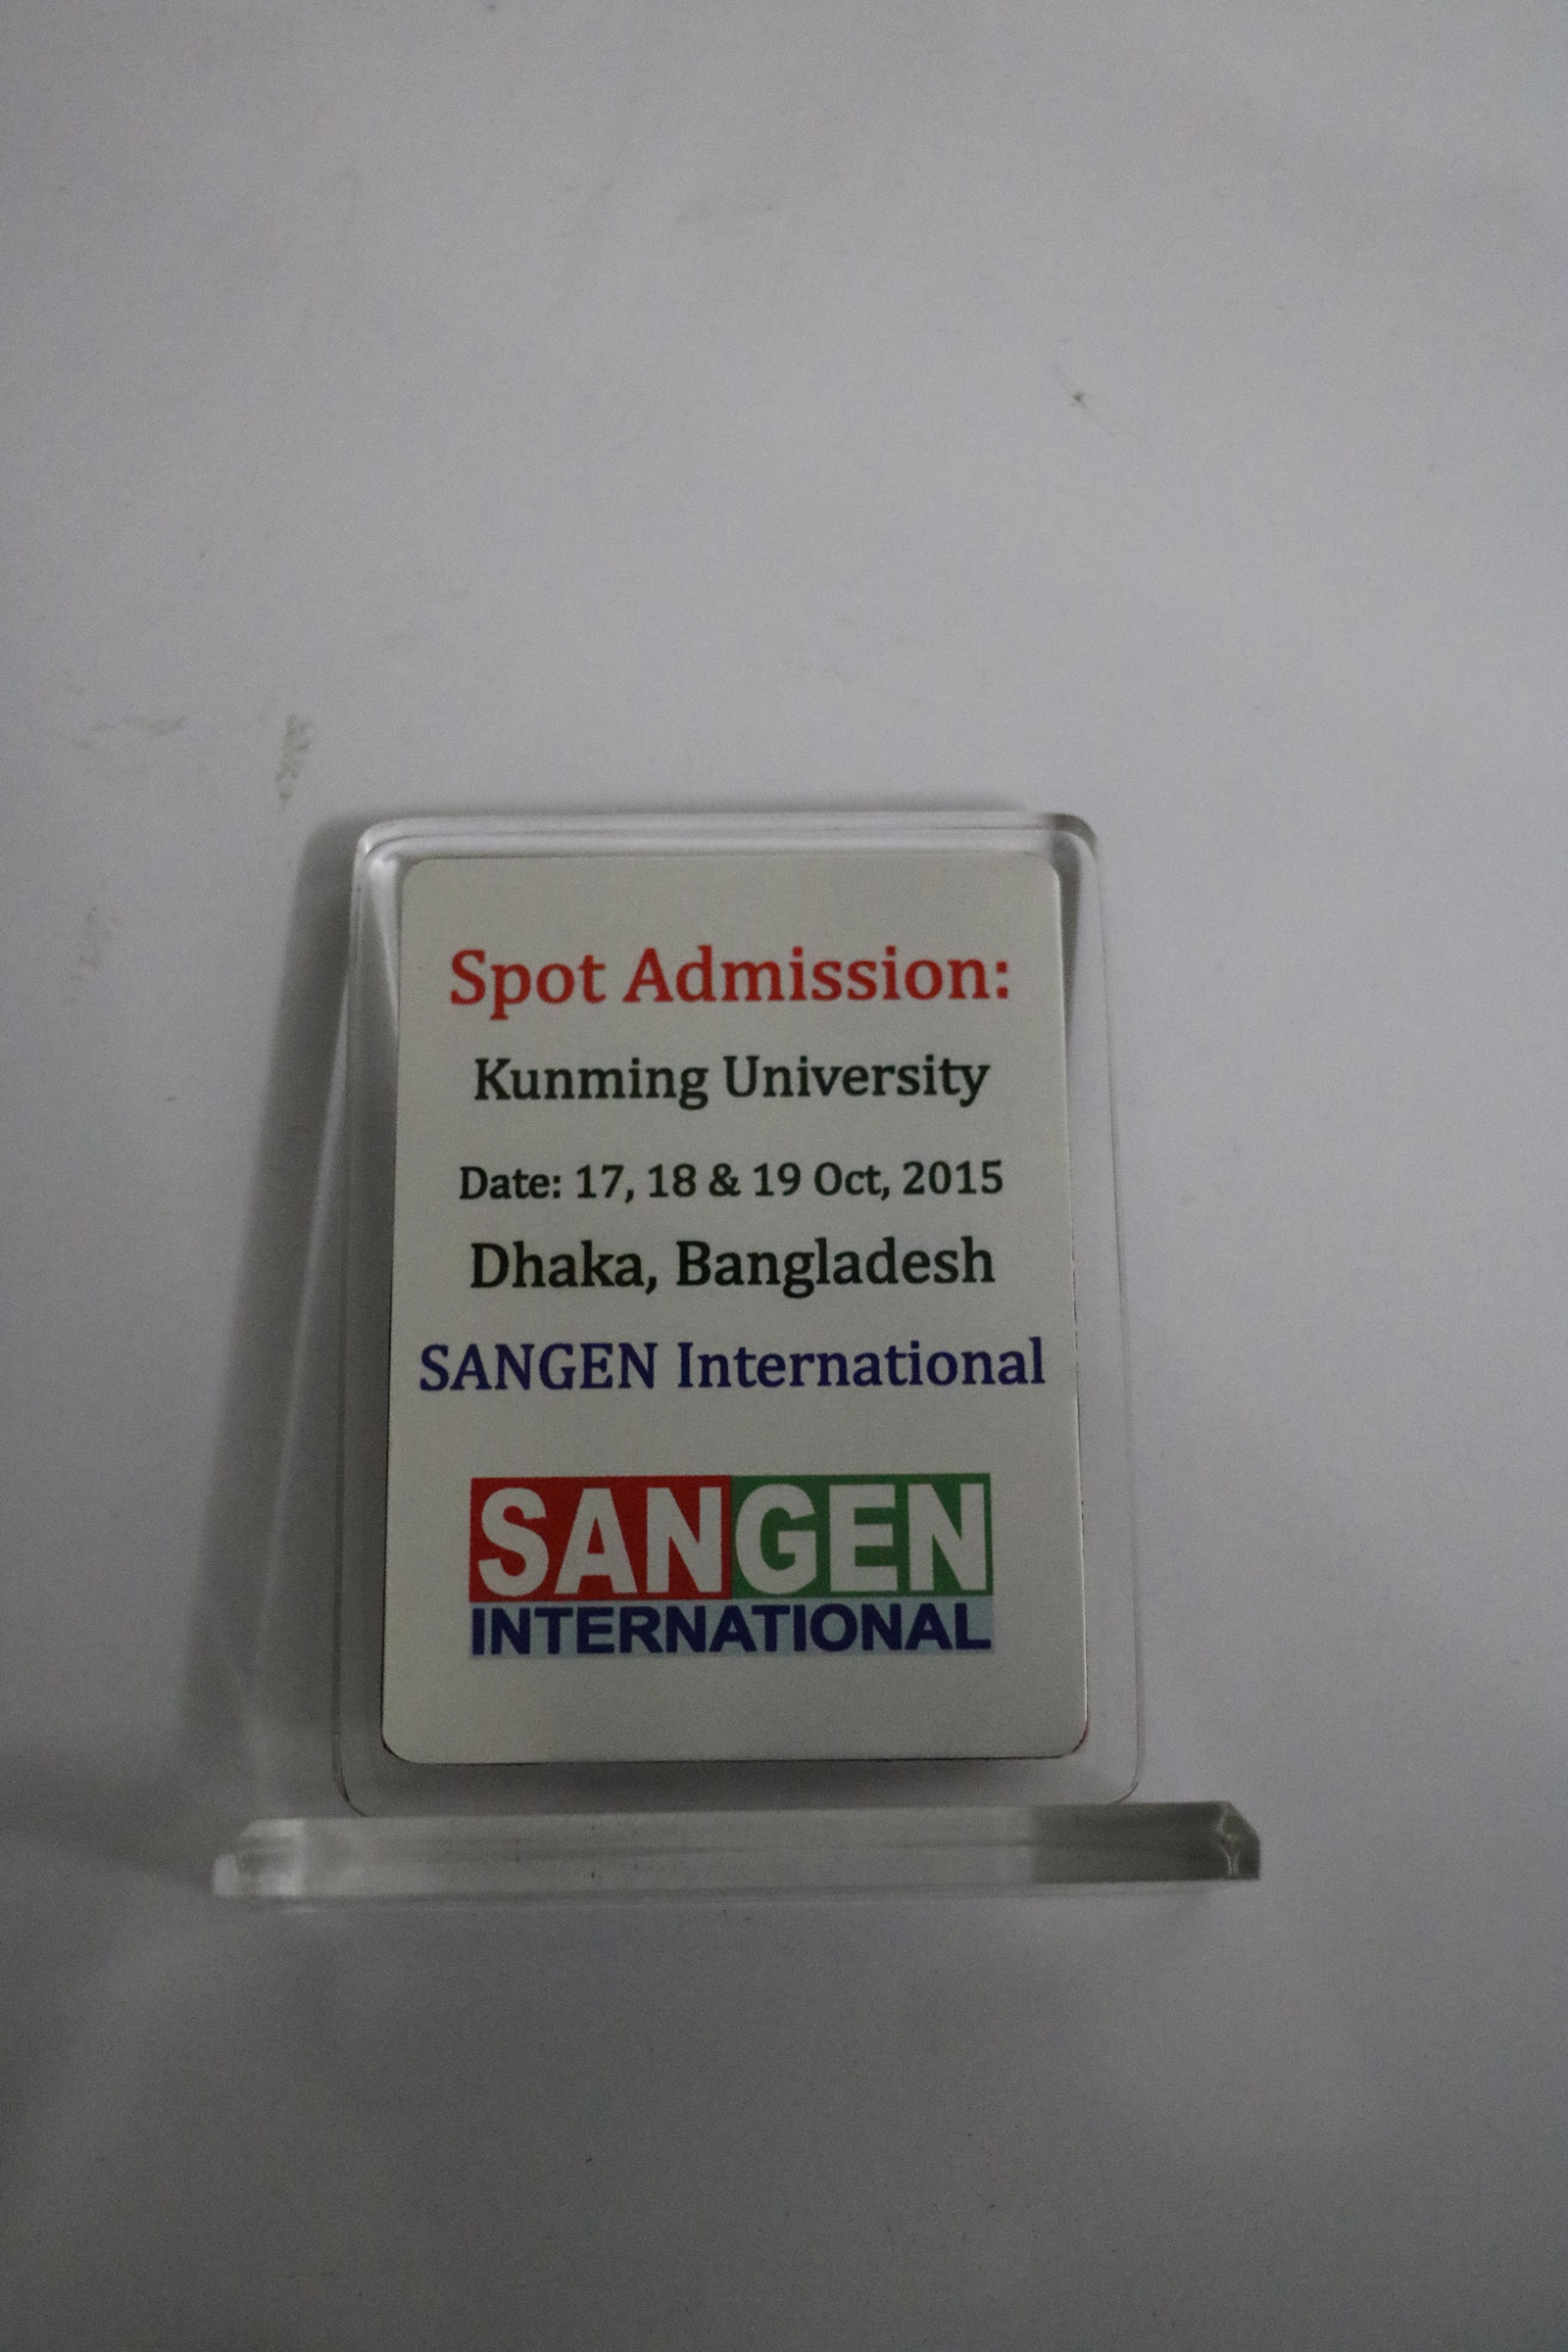 Spot Admission:
Kunming University
Date: 17, 18 & 19 Oct, 2015
Dhaka, Bangladesh
SANGEN International
SANGEN
INTERNATIONAL